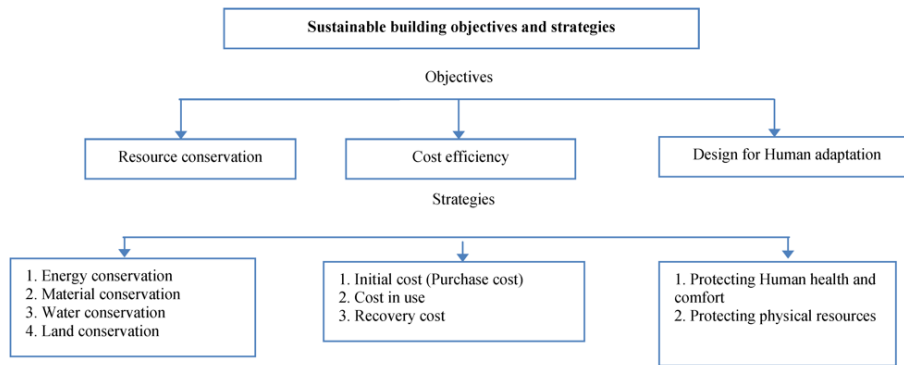 Sustainable building objectives and strategies
Objectives
Resource conservation
Cost efficiency
Design for Human adaptation
Strategies
1. Energy conservation
2. Material conservation
3. Water conservation
4. Land conservation
1. Initial cost (Purchase cost)
2. Cost in use
3. Recovery cost
1. Protecting Human health and
comfort
2. Protecting physical resources